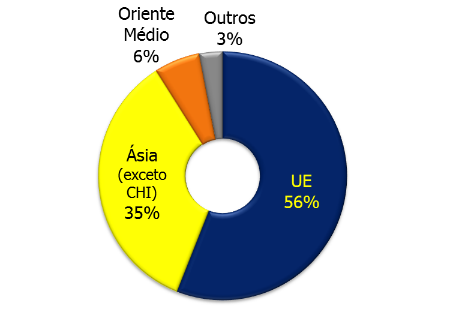 Oriente
Médio
6%
Outros
3%
Ásia
(exceto
CHI)
35%
UE
56%